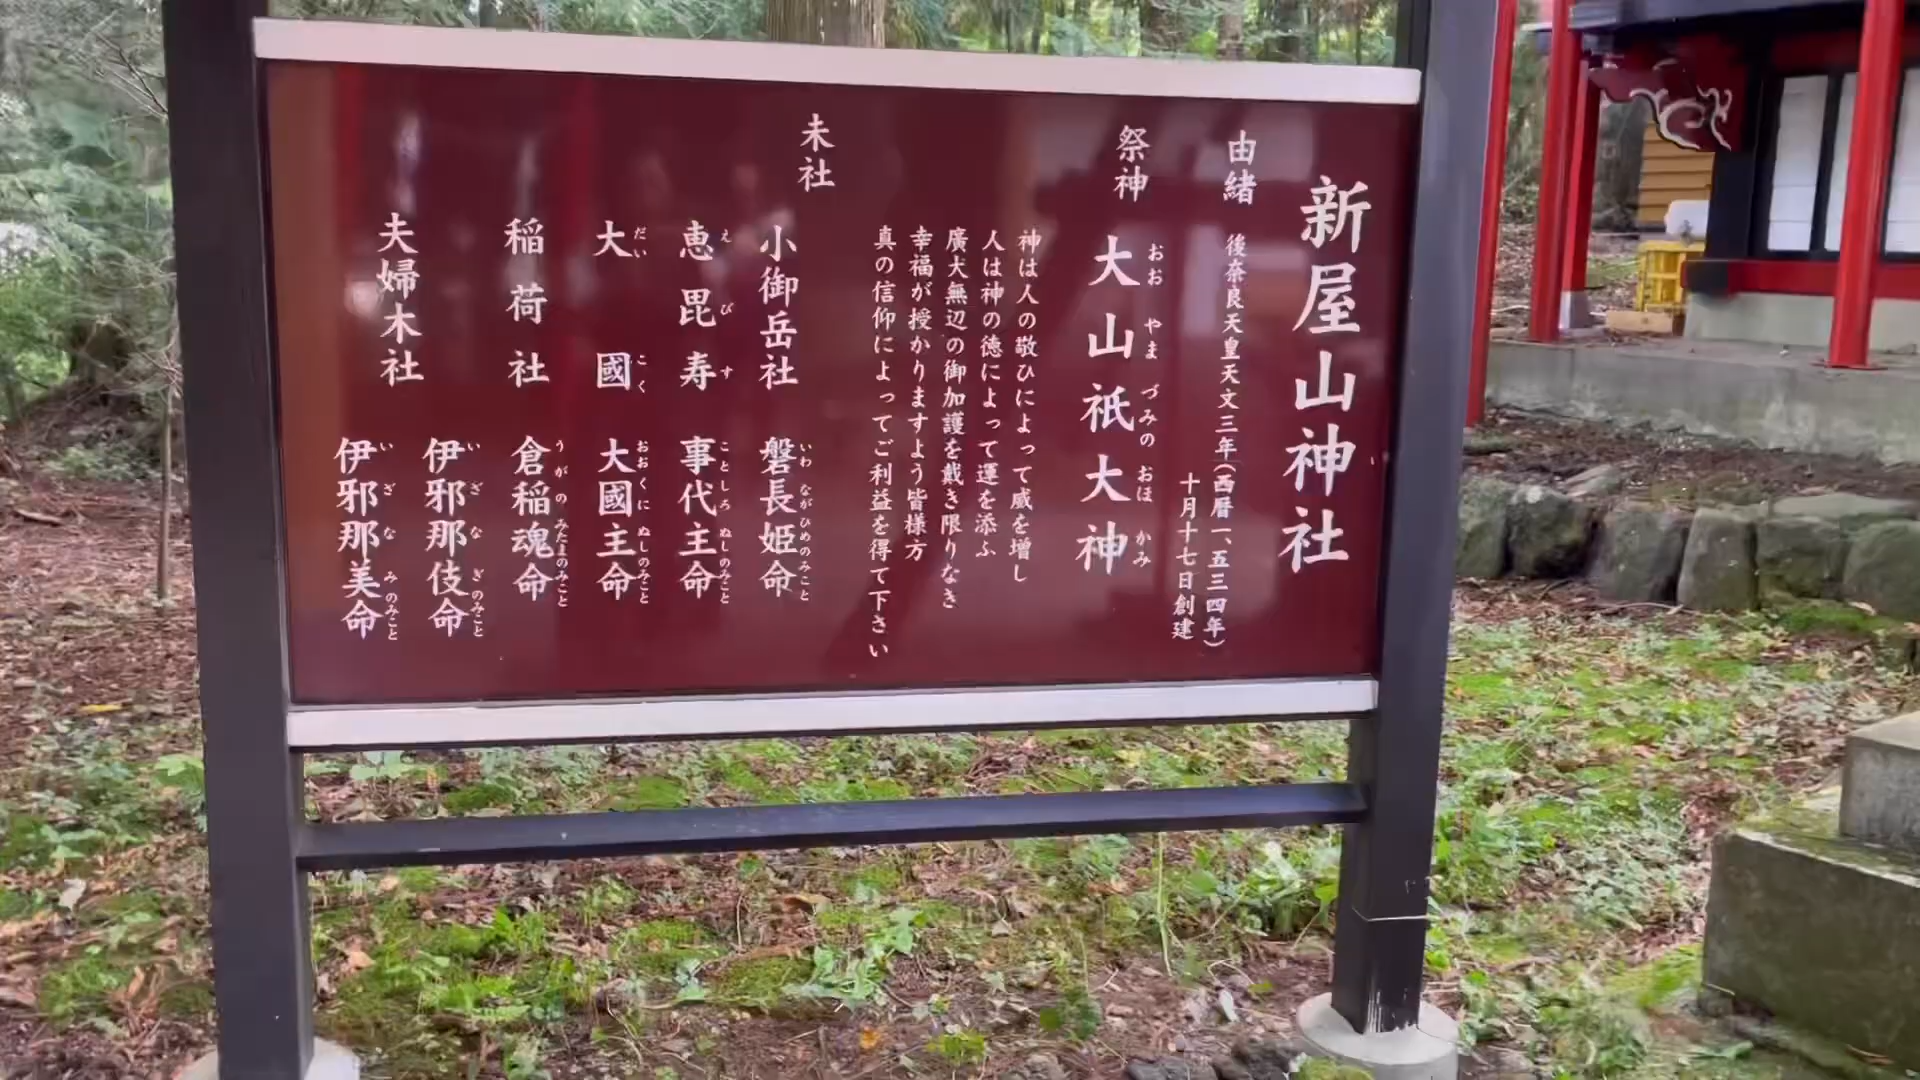 新屋山神社
由緒 後奈良天皇天文三年(西暦一、五三四年)
十月十七日創建
祭神 大山祇大神
おお やま づみの おほ かみ
神は人の敬ひによって威を増し
人は神の徳によって運を添ふ
廣大無辺の御加護を戴き限りなき
幸福が授かりますよう皆様方
真の信仰によってご利益を得て下さい
末社
小御岳社 磐長姫命
いわ ながひめのみこと
恵毘寿 事代主命
え び す ことしろ ぬしのみこと
大國 大國主命
だい こく おおくに ぬしのみこと
稲荷社 倉稲魂命
うがの みたまのみこと
夫婦木社 伊邪那伎命
い ざ な ぎのみこと
伊邪那美命
い ざ な みのみこと